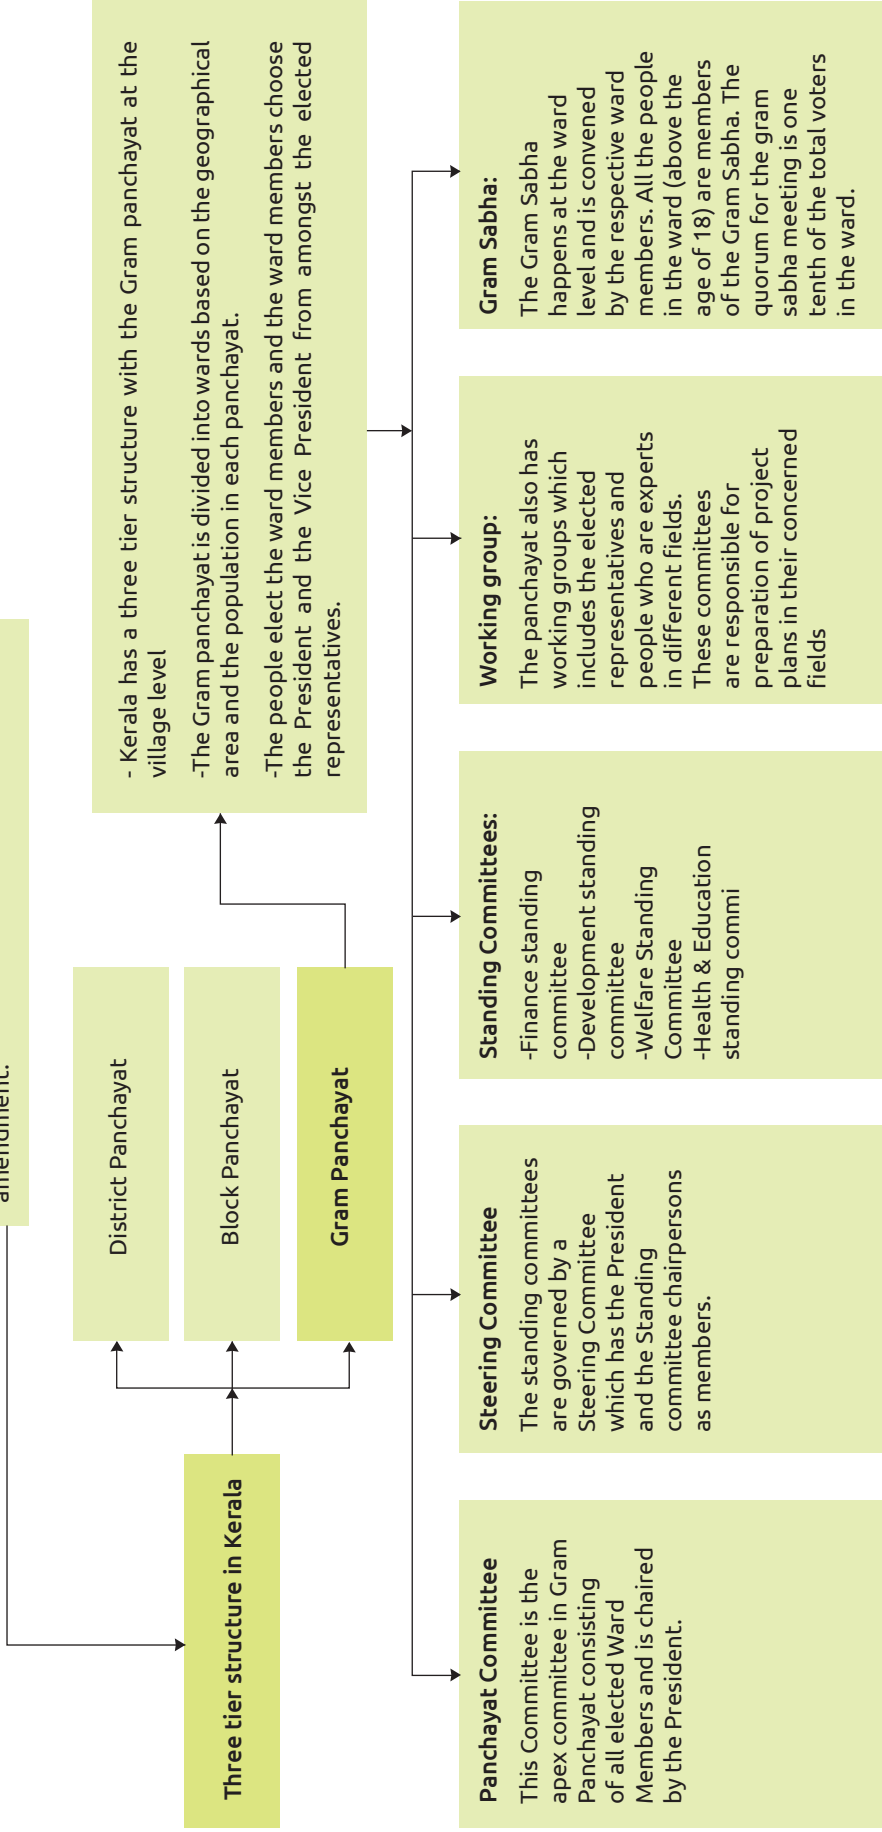 amendment.
Three tier structure in Kerala
District Panchayat
Block Panchayat
Gram Panchayat
- Kerala has a three tier structure with the Gram panchayat at the
village level
-The Gram panchayat is divided into wards based on the geographical
area and the population in each panchayat.
-The people elect the ward members and the ward members choose
the President and the Vice President from amongst the elected
representatives.
Panchayat Committee
This Committee is the
apex committee in Gram
Panchayat consisting
of all elected Ward
Members and is chaired
by the President.
Steering Committee
The standing committees
are governed by a
Steering Committee
which has the President
and the Standing
committee chairpersons
as members.
Standing Committees:
-Finance standing
committee
-Development standing
committee
-Welfare Standing
Committee
-Health & Education
standing commi
Working group:
The panchayat also has
working groups which
includes the elected
representatives and
people who are experts
in different fields.
These committees
are responsible for
preparation of project
plans in their concerned
fields
Gram Sabha:
The Gram Sabha
happens at the ward
level and is convened
by the respective ward
members. All the people
in the ward (above the
age of 18) are members
of the Gram Sabha. The
quorum for the gram
sabha meeting is one
tenth of the total voters
in the ward.